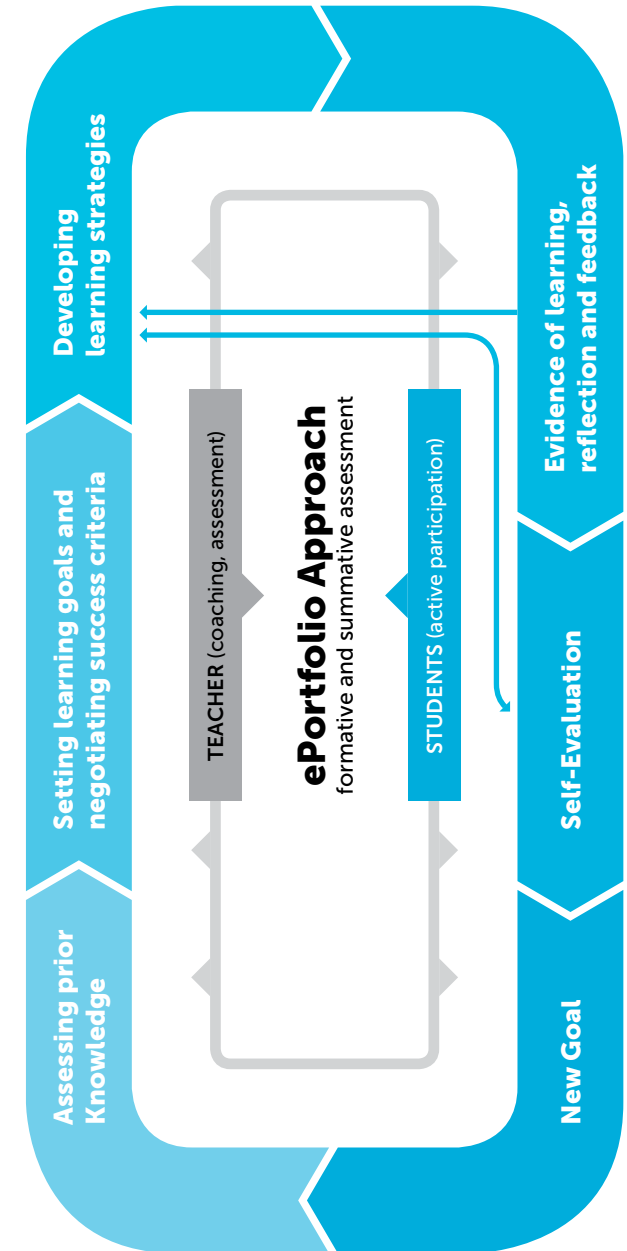 Assessing prior
Knowledge
Setting learning goals and
negotiating success criteria
Developing
learning strategies
TEACHER (coaching, assessment)
ePortfolio Approach
formative and summative assessment
STUDENTS (active participation)
Evidence of learning,
reflection and feedback
Self-Evaluation
New Goal